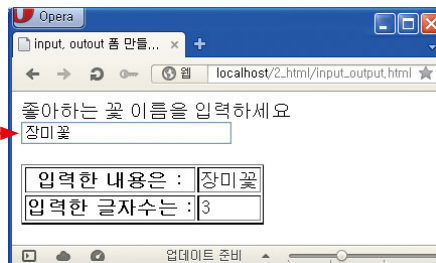 Opera
input, outout 폼 만들...
웹 localhost/2_html/input_output,html
좋아하는 꽃 이름을 입력하세요
장미꽃
입력한 내용은 : 장미꽃
입력한 글자수는 : 3
업데이트 준비